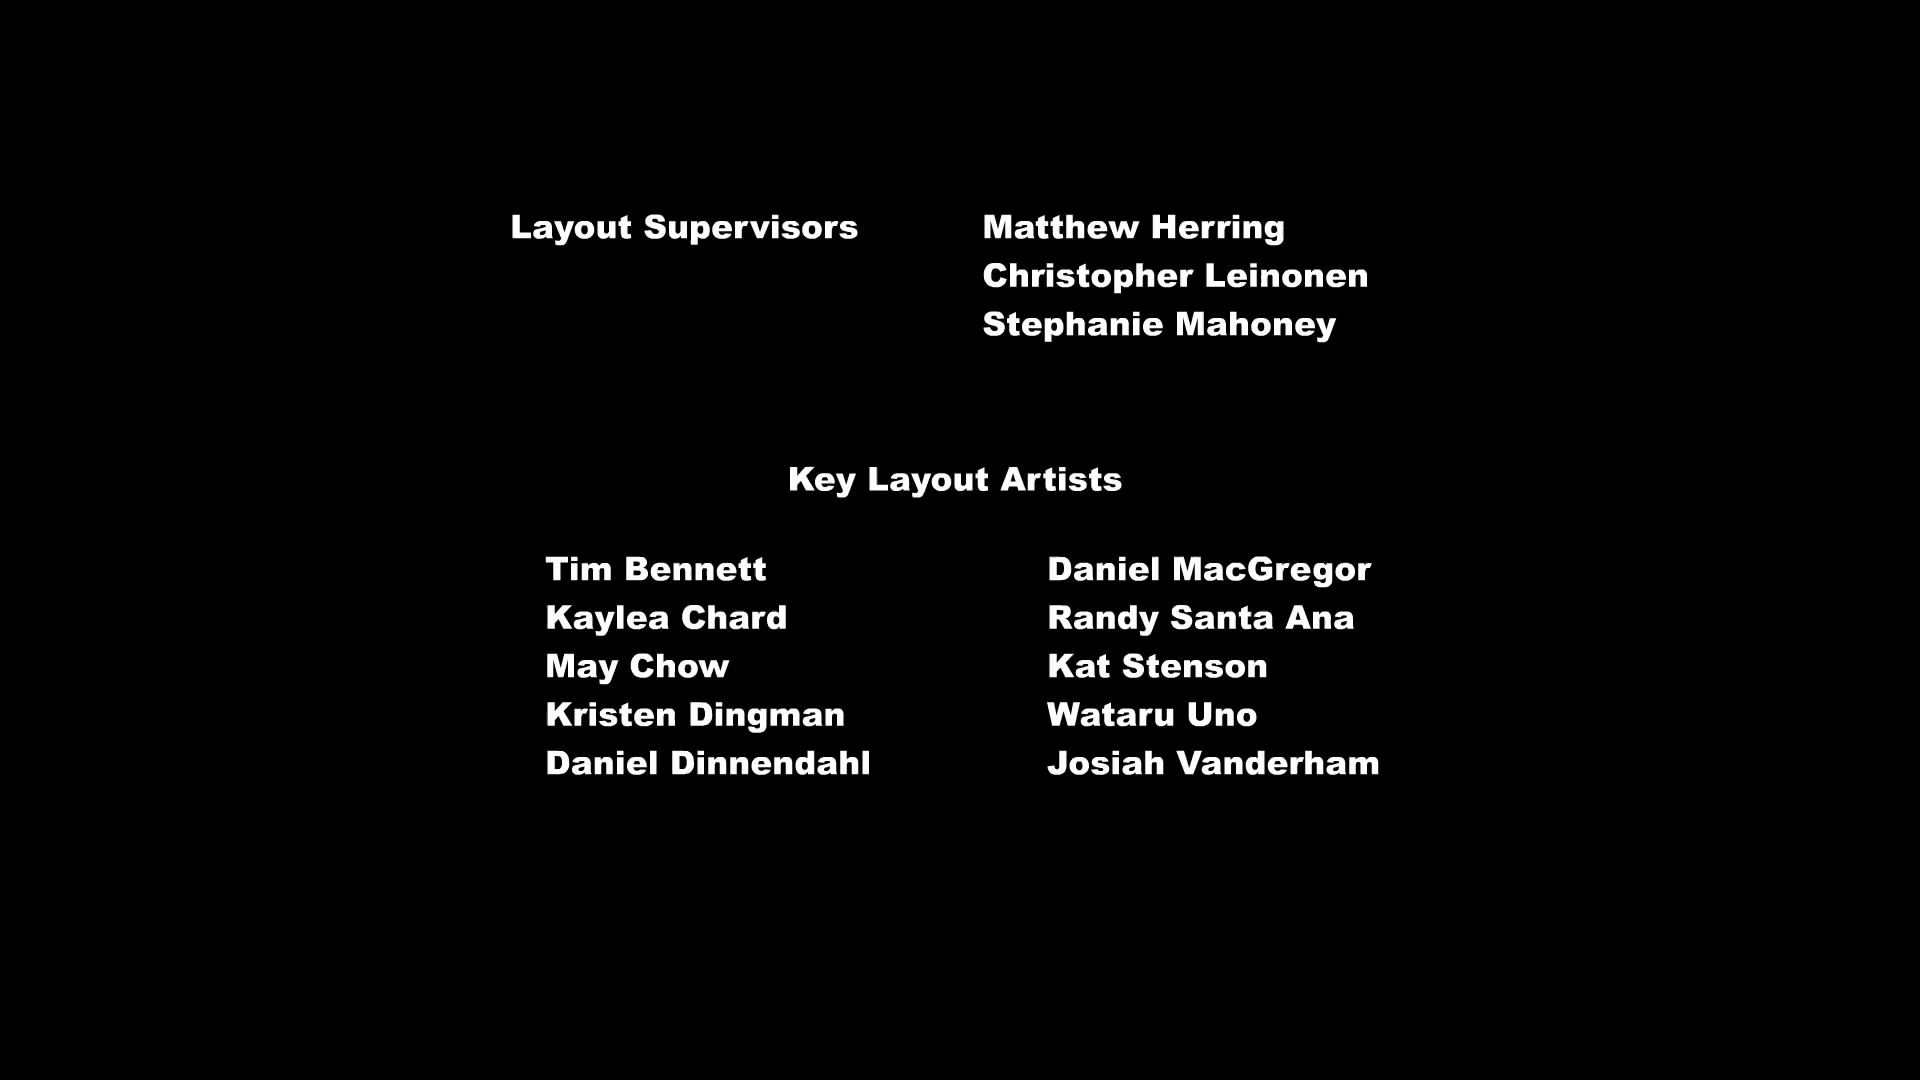 Layout Supervisors Matthew Herring
Christopher Leinonen
Stephanie Mahoney
Key Layout Artists
Tim Bennett
Kaylea Chard
May Chow
Kristen Dingman
Daniel Dinnendahl
Daniel MacGregor
Randy Santa Ana
Kat Stenson
Wataru Uno
Josiah Vanderham